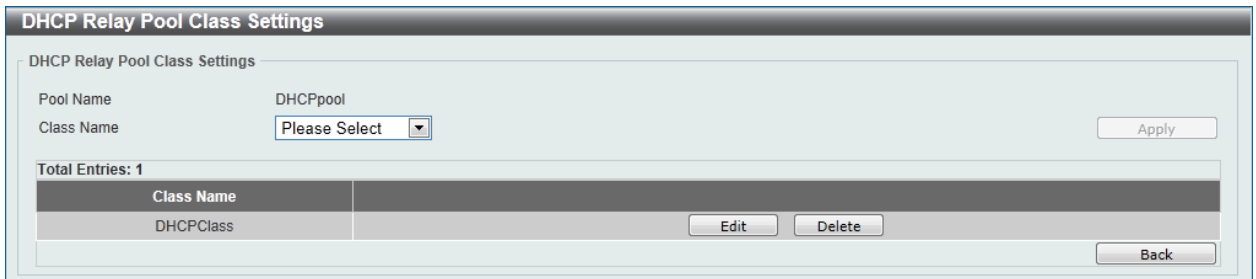 DHCP Relay Pool Class Settings
DHCP Relay Pool Class Settings
Pool Name DHCPpool
Class Name Please Select Apply
Total Entries: 1
Class Name
DHCPClass Edit Delete
Back